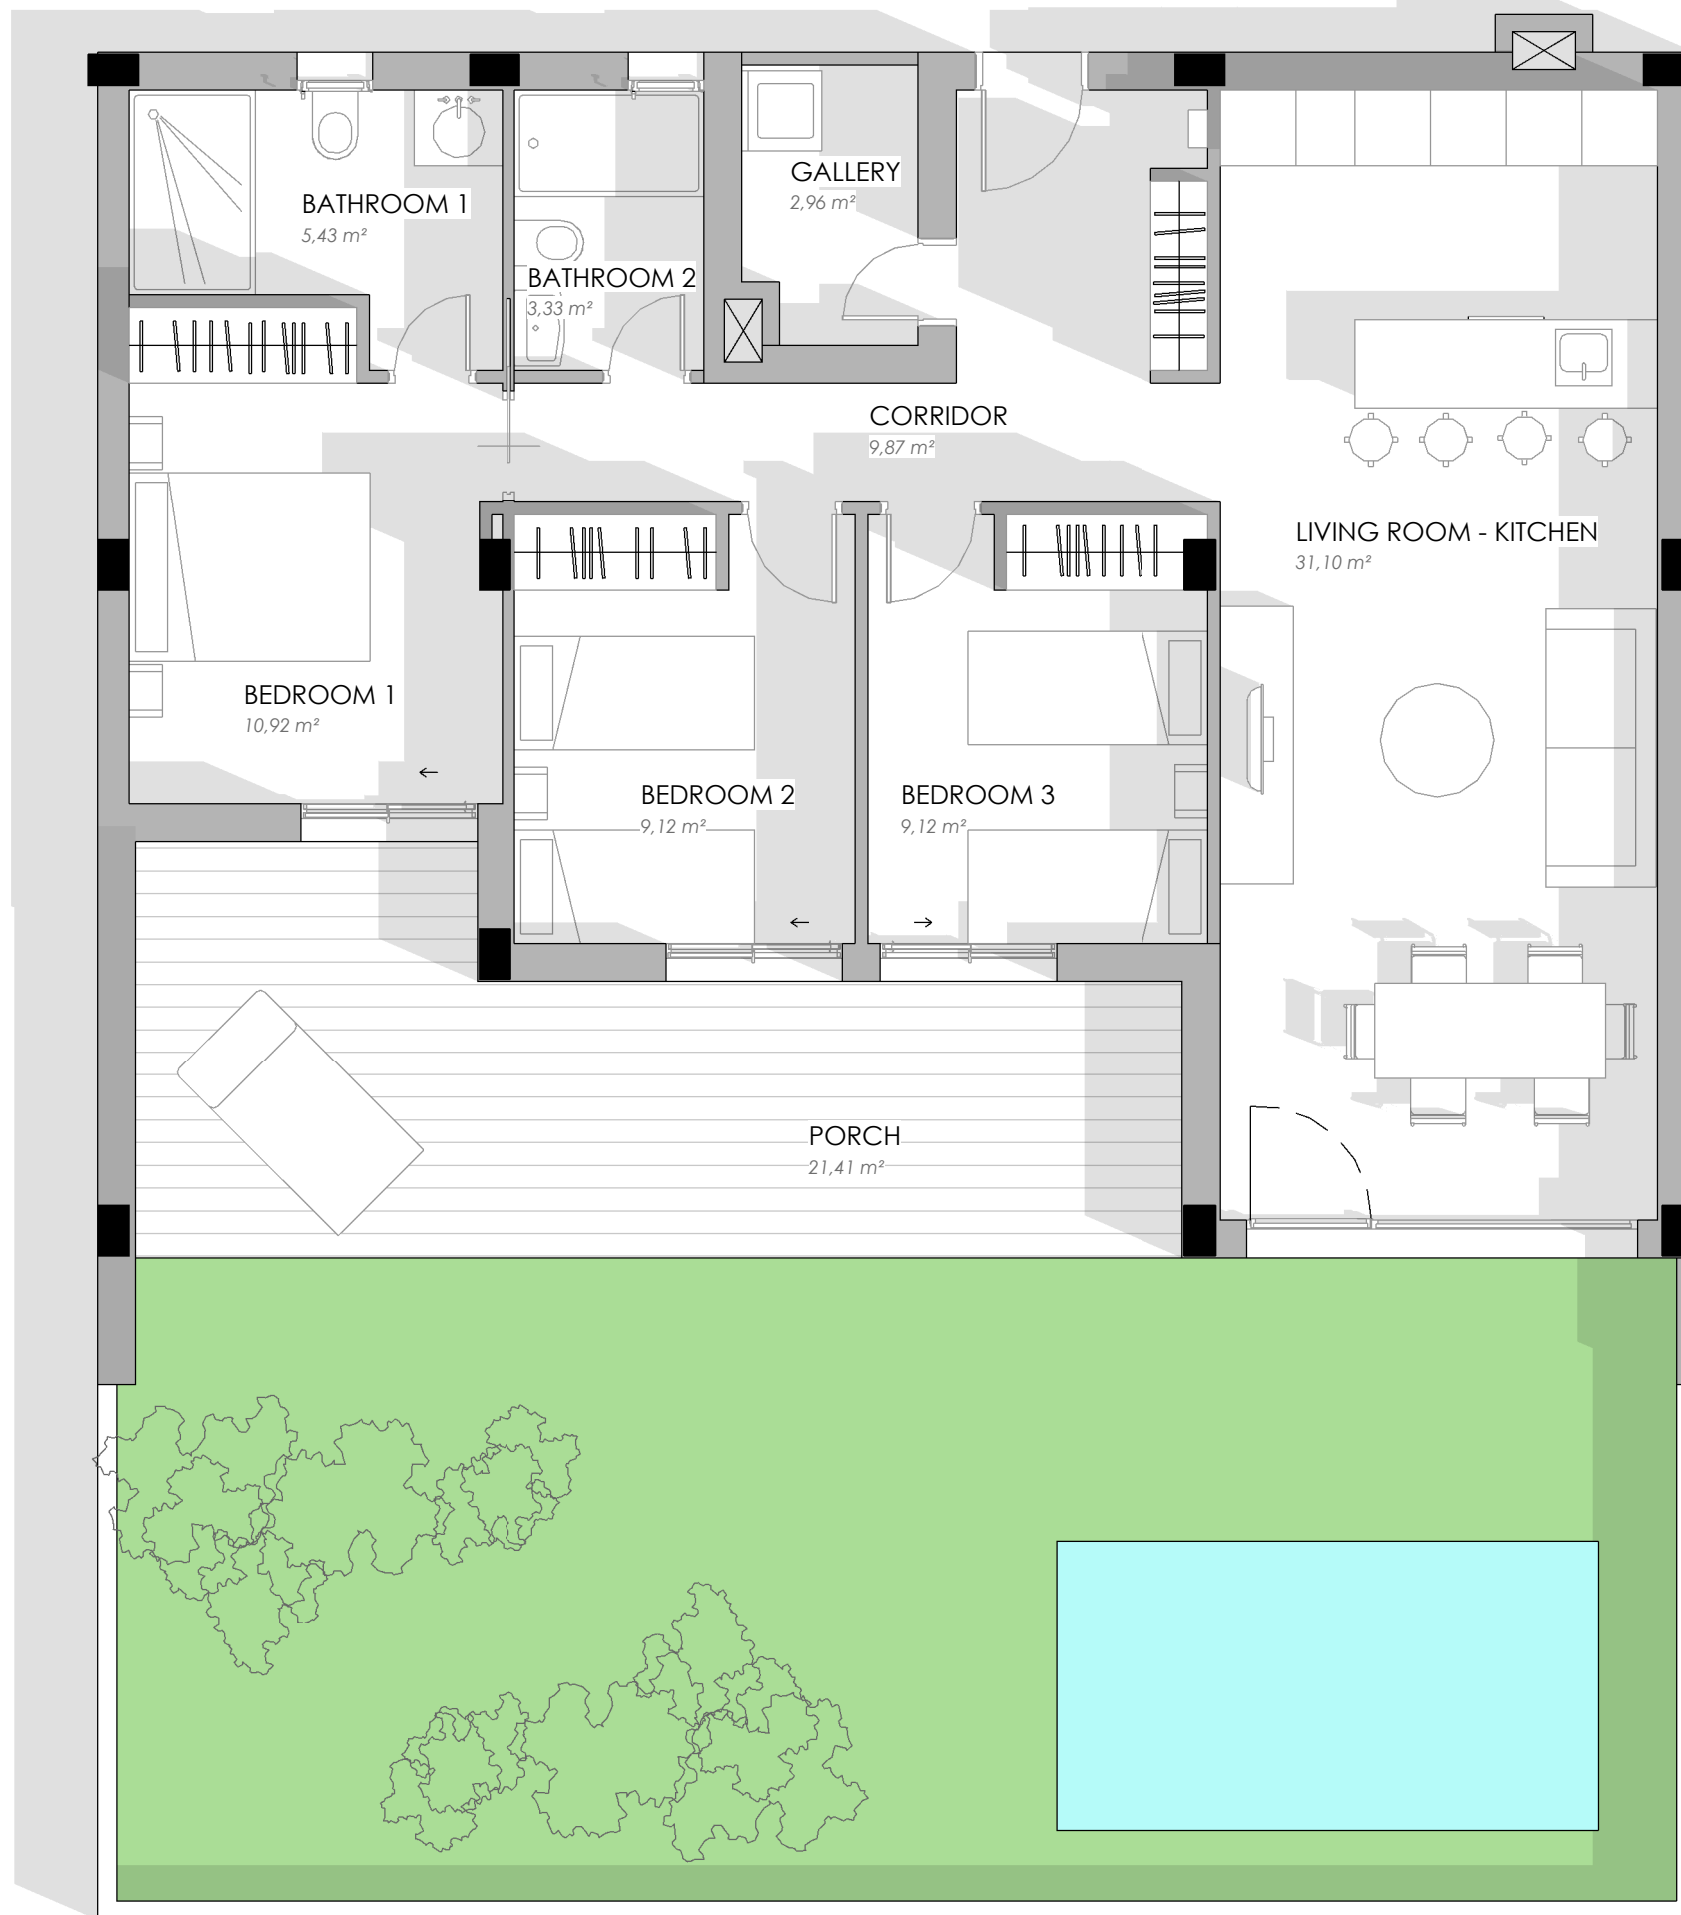 GALLERY
2,96 m²
BATHROOM 1
5,43 m²
BATHROOM 2
3,33 m²
CORRIDOR
9,87 m²
LIVING ROOM - KITCHEN
31,10 m²
BEDROOM 1
10,92 m²
BEDROOM 2
9,12 m²
BEDROOM 3
9,12 m²
PORCH
21,41 m²